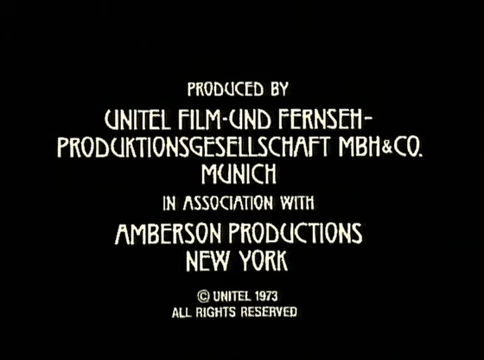 PRODUCED BY
UNITEL FILM-UND FERNSEH-
PRODUKTIONSGESELLSCHAFT MBH&CO.
MUNICH
IN ASSOCIATION WITH
AMBERSON PRODUCTIONS
NEW YORK
© UNITEL 1973
ALL RIGHTS RESERVED